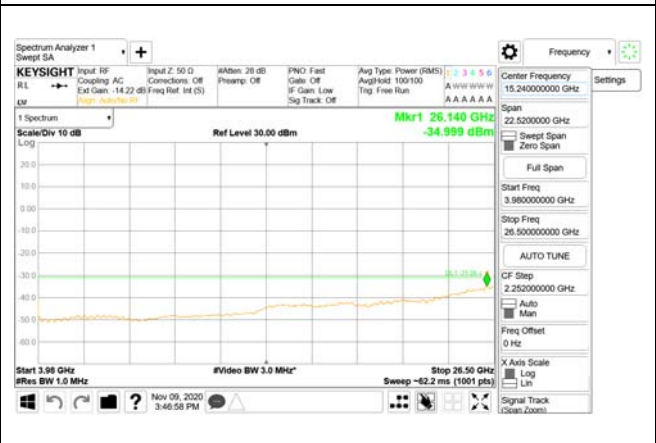 Spectrum Analyzer 1
Swept SA
Frequency
KEYSIGHT
Input: RF
Coupling: AC
Ext Gain: -14.22 dB
Align: Auto/No RF
Input Z: 50 Ω
Corrections: Off
Freq Ref: Int (S)
#Atten: 28 dB
Preamp: Off
PNO: Fast
Gate: Off
IF Gain: Low
Sig Track: Off
Avg Type: Power (RMS)
Avg|Hold: 100/100
Trig: Free Run
1 2 3 4 5 6
A W W W W W
A A A A A A
R L
LW
1 Spectrum
Mkr1 26.140 GHz
Scale/Div 10 dB
Ref Level 30.00 dBm
-34.999 dBm
Log
20.0
10.0
0.00
-10.0
-20.0
-30.0
-40.0
-50.0
-60.0
Start 3.98 GHz
#Video BW 3.0 MHz*
Stop 26.50 GHz
#Res BW 1.0 MHz
Sweep ~62.2 ms (1001 pts)
Nov 09, 2020
3:46:58 PM
Center Frequency
15.240000000 GHz
Settings
Span
22.5200000 GHz
Swept Span
Zero Span
Full Span
Start Freq
3.980000000 GHz
Stop Freq
26.500000000 GHz
AUTO TUNE
CF Step
2.252000000 GHz
Auto
Man
Freq Offset
0 Hz
X Axis Scale
Log
Lin
Signal Track
(Span Zoom)